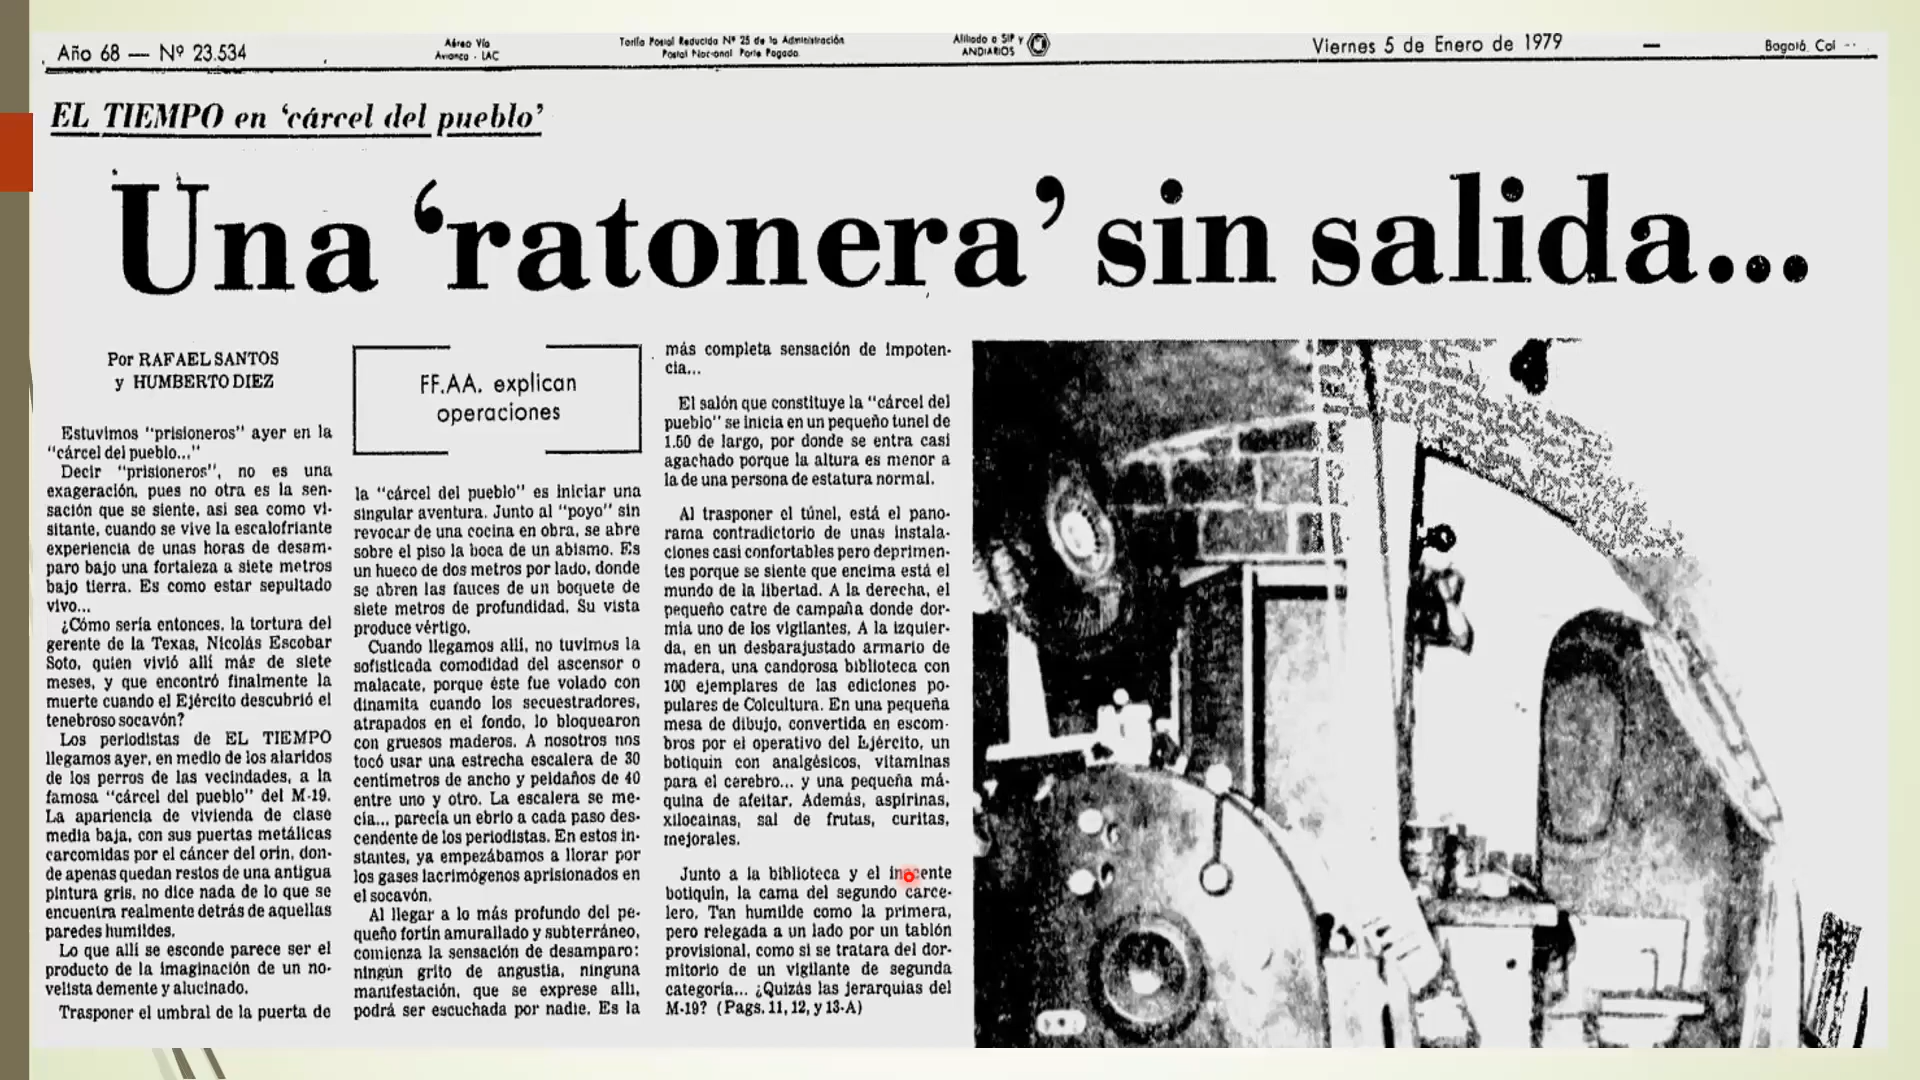 Año 68 — Nº 23.534
Aéreo Vía
Avianca - LAC
Tarifa Postal Reducida Nº 25 de la Administración
Postal Nacional Porte Pagado
Afiliado a SIP y
ANDIARIOS
Viernes 5 de Enero de 1979 —
Bogotá, Col
EL TIEMPO en ‘cárcel del pueblo’
Una ‘ratonera’ sin salida...
Por RAFAEL SANTOS
y HUMBERTO DIEZ
Estuvimos "prisioneros" ayer en la
"cárcel del pueblo..."
Decir "prisioneros", no es una
exageración, pues no otra es la sen-
sación que se siente, asi sea como vi-
sitante, cuando se vive la escalofriante
experiencia de unas horas de desam-
paro bajo una fortaleza a siete metros
bajo tierra. Es como estar sepultado
vivo...
¿Cómo sería entonces, la tortura del
gerente de la Texas, Nicolás Escobar
Soto, quien vivió allí más de siete
meses, y que encontró finalmente la
muerte cuando el Ejército descubrió el
tenebroso socavón?
Los periodistas de EL TIEMPO
llegamos ayer, en medio de los alaridos
de los perros de las vecindades, a la
famosa "cárcel del pueblo" del M-19.
La apariencia de vivienda de clase
media baja, con sus puertas metálicas
carcomidas por el cáncer del orin, don-
de apenas quedan restos de una antigua
pintura gris, no dice nada de lo que se
encuentra realmente detrás de aquellas
paredes humildes.
Lo que allí se esconde parece ser el
producto de la imaginación de un no-
velista demente y alucinado.
Trasponer el umbral de la puerta de
FF.AA. explican
operaciones
la "cárcel del pueblo" es iniciar una
singular aventura. Junto al "poyo" sin
revocar de una cocina en obra, se abre
sobre el piso la boca de un abismo. Es
un hueco de dos metros por lado, donde
se abren las fauces de un boquete de
siete metros de profundidad. Su vista
produce vértigo.
Cuando llegamos allí, no tuvimos la
sofisticada comodidad del ascensor o
malacate, porque éste fue volado con
dinamita cuando los secuestradores,
atrapados en el fondo, lo bloquearon
con gruesos maderos. A nosotros nos
tocó usar una estrecha escalera de 30
centímetros de ancho y peldaños de 40
entre uno y otro. La escalera se me-
cía... parecía un ebrio a cada paso des-
cendente de los periodistas. En estos in-
stantes, ya empezábamos a llorar por
los gases lacrimógenos aprisionados en
el socavón.
Al llegar a lo más profundo del pe-
queño fortín amurallado y subterráneo,
comienza la sensación de desamparo:
ningún grito de angustia, ninguna
manifestación, que se exprese allí,
podrá ser escuchada por nadie. Es la
más completa sensación de impoten-
cia...
El salón que constituye la "cárcel del
pueblo" se inicia en un pequeño tunel de
1.50 de largo, por donde se entra casi
agachado porque la altura es menor a
la de una persona de estatura normal.
Al trasponer el túnel, está el pano-
rama contradictorio de unas instala-
ciones casi confortables pero deprimen-
tes porque se siente que encima está el
mundo de la libertad. A la derecha, el
pequeño catre de campaña donde dor-
mía uno de los vigilantes. A la izquier-
da, en un desbarajustado armario de
madera, una candorosa biblioteca con
100 ejemplares de las ediciones po-
pulares de Colcultura. En una pequeña
mesa de dibujo, convertida en escom-
bros por el operativo del Ejército, un
botiquín con analgésicos, vitaminas
para el cerebro... y una pequeña má-
quina de afeitar. Además, aspirinas,
xilocainas, sal de frutas, curitas,
mejorales.
Junto a la biblioteca y el inocente
botiquín, la cama del segundo carce-
lero. Tan humilde como la primera,
pero relegada a un lado por un tablón
provisional, como si se tratara del dor-
mitorio de un vigilante de segunda
categoría... ¿Quizás las jerarquías del
M-19? (Pags. 11, 12, y 13-A)